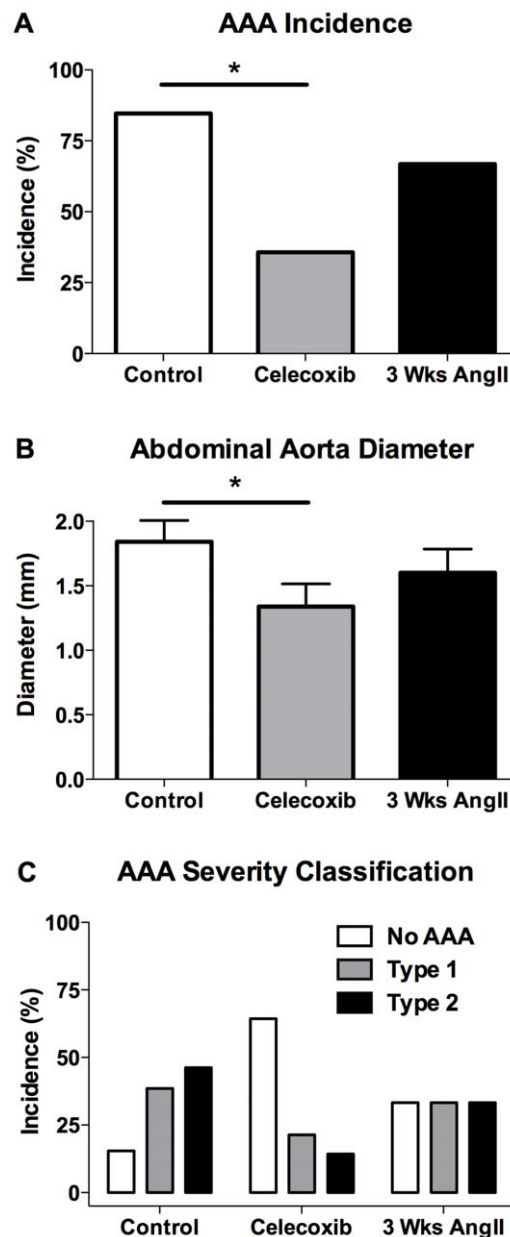 A AAA Incidence
*
100
75
50
25
0
Incidence (%)
Control Celecoxib 3 Wks AngII
B Abdominal Aorta Diameter
*
2.0
1.5
1.0
0.5
0.0
Diameter (mm)
Control Celecoxib 3 Wks AngII
C AAA Severity Classification
100
75
50
25
0
Incidence (%)
No AAA
Type 1
Type 2
Control Celecoxib 3 Wks AngII